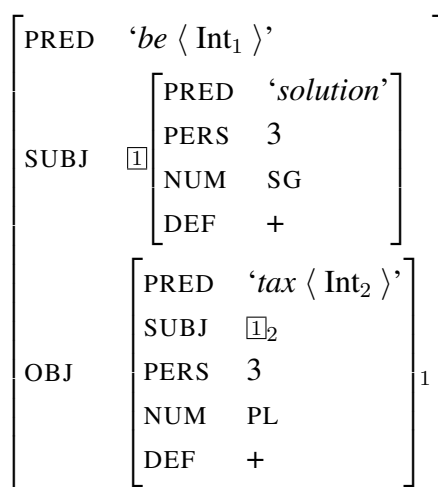 PRED ‘be ⟨ Int₁ ⟩’
SUBJ 1
PRED ‘solution’
PERS 3
NUM SG
DEF +
OBJ
PRED ‘tax ⟨ Int₂ ⟩’
SUBJ 1₂
PERS 3
NUM PL
DEF +
1